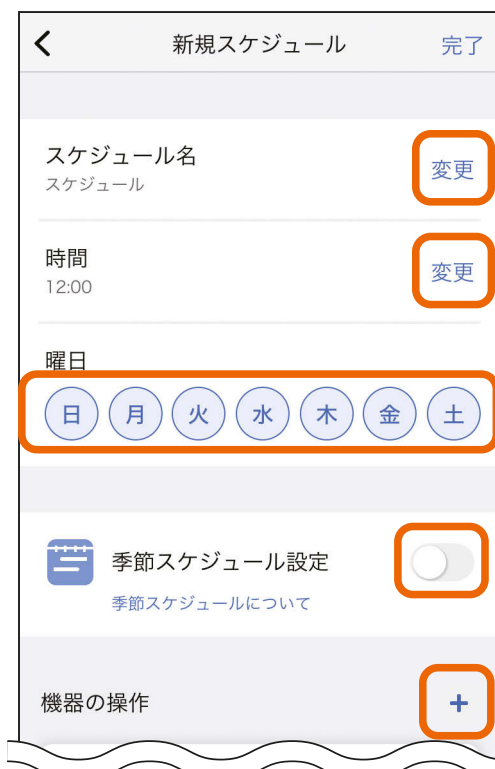 新規スケジュール 完了
スケジュール名
スケジュール
変更
時間
12:00
変更
曜日
日 月 火 水 木 金 土
季節スケジュール設定
季節スケジュールについて
機器の操作 +